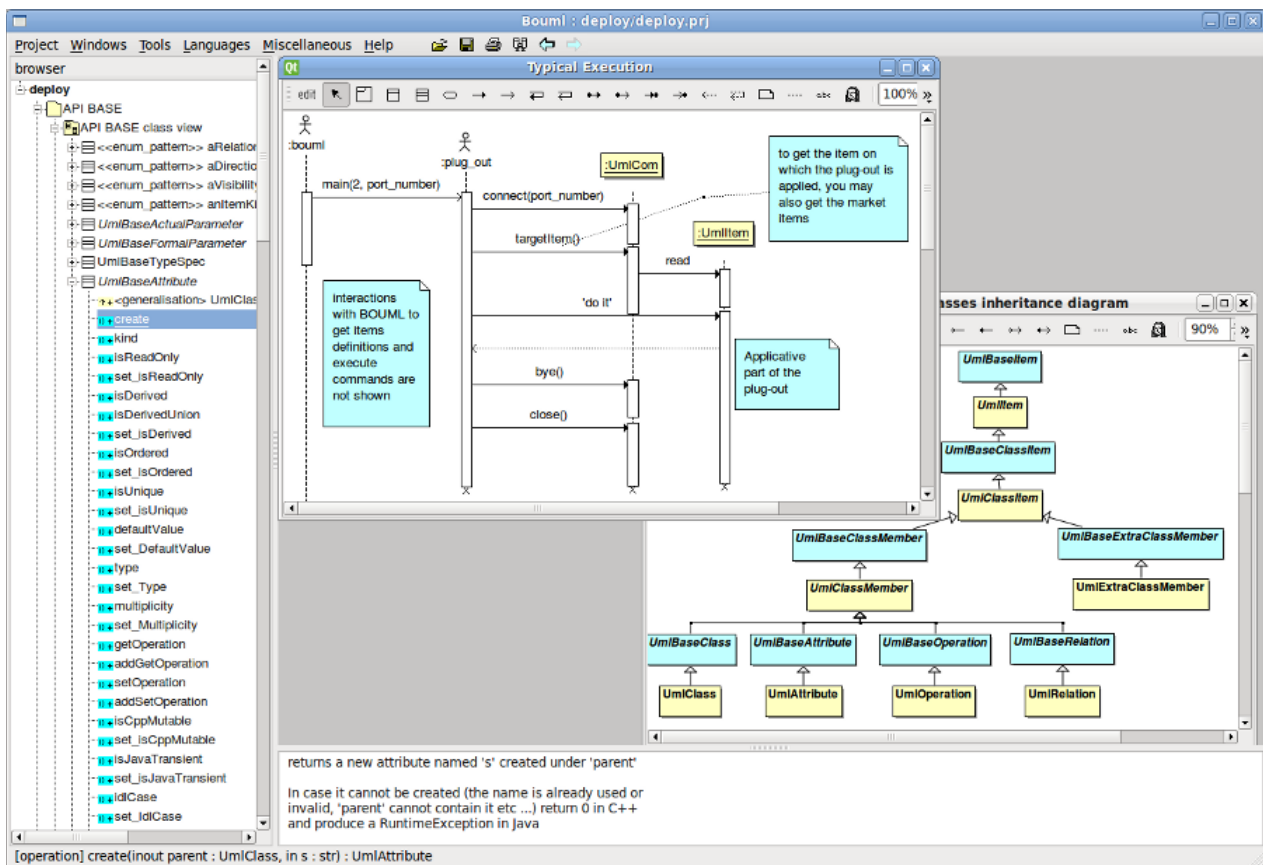 Bouml : deploy/deploy.prj
Project Windows Tools Languages Miscellaneous Help
browser
deploy
API BASE
API BASE class view
<<enum_pattern>> aRelation
<<enum_pattern>> aDirectio
<<enum_pattern>> aVisibility
<<enum_pattern>> anItemKi
UmlBaseActualParameter
UmlBaseFormalParameter
UmlBaseTypeSpec
UmlBaseAttribute
<generalisation> UmlClas
create
kind
isReadOnly
set_isReadOnly
isDerived
isDerivedUnion
set_isDerived
isOrdered
set_isOrdered
isUnique
set_isUnique
defaultValue
set_DefaultValue
type
set_Type
multiplicity
set_Multiplicity
getOperation
addGetOperation
setOperation
addSetOperation
isCppMutable
set_isCppMutable
isJavaTransient
set_isJavaTransient
idlCase
set_IdlCase
Qt
Typical Execution
edit
abc
100%
:bouml
:plug_out
:UmlCom
:UmlItem
to get the item on
which the plug-out is
applied, you may
also get the market
items
main(2, port_number)
connect(port_number)
targetItem()
read
'do it'
bye()
close()
Interactions
with BOUML to
get items
definitions and
execute
commands are
not shown
Applicative
part of the
plug-out
asses inheritance diagram
abc
90%
UmlBaseItem
UmlItem
UmlBaseClassItem
UmlClassItem
UmlBaseClassMember
UmlBaseExtraClassMember
UmlClassMember
UmlExtraClassMember
UmlBaseClass
UmlBaseAttribute
UmlBaseOperation
UmlBaseRelation
UmlClass
UmlAttribute
UmlOperation
UmlRelation
returns a new attribute named 's' created under 'parent'
In case it cannot be created (the name is already used or
invalid, 'parent' cannot contain it etc ...) return 0 in C++
and produce a RuntimeException in Java
[operation] create(inout parent : UmlClass, in s : str) : UmlAttribute